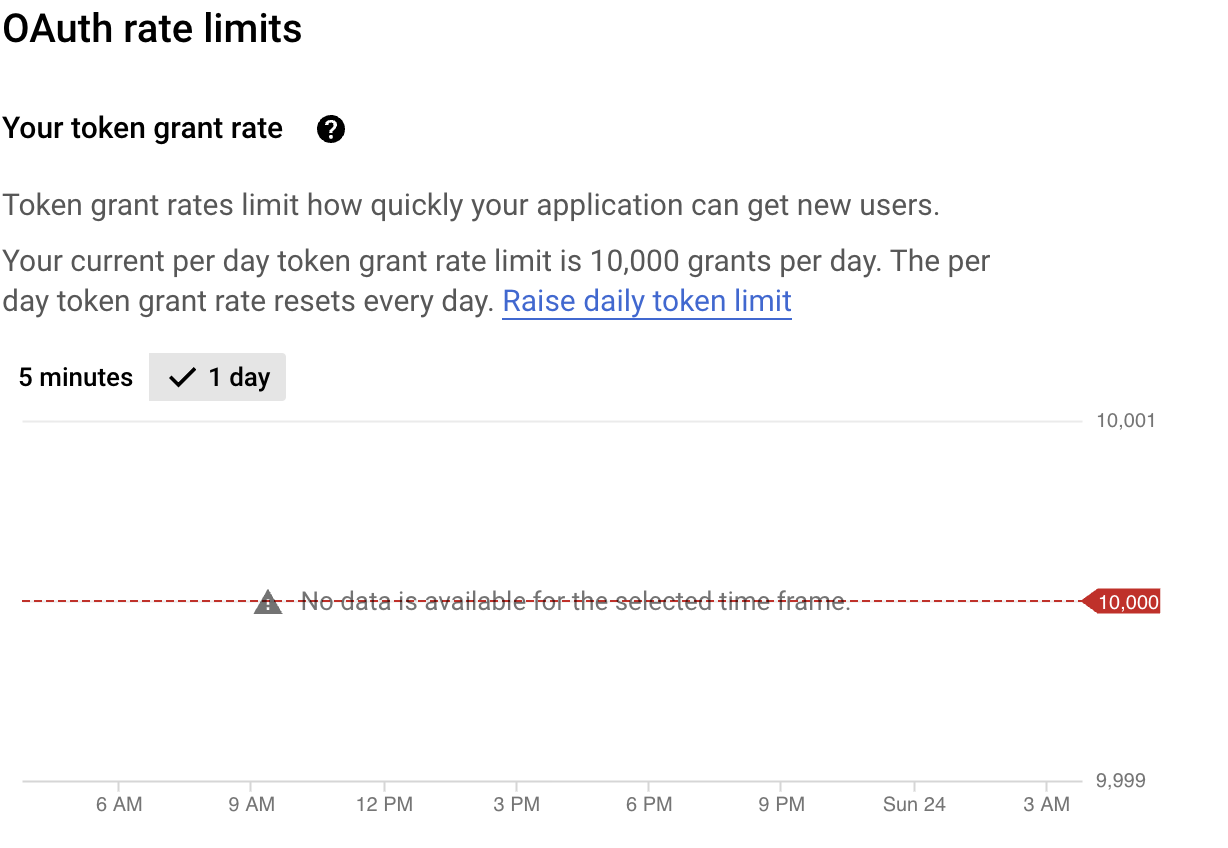 OAuth rate limits
Your token grant rate
Token grant rates limit how quickly your application can get new users.
Your current per day token grant rate limit is 10,000 grants per day. The per
day token grant rate resets every day. Raise daily token limit
5 minutes 1 day
10,001
No data is available for the selected time frame.
10,000
9,999
6 AM 9 AM 12 PM 3 PM 6 PM 9 PM Sun 24 3 AM